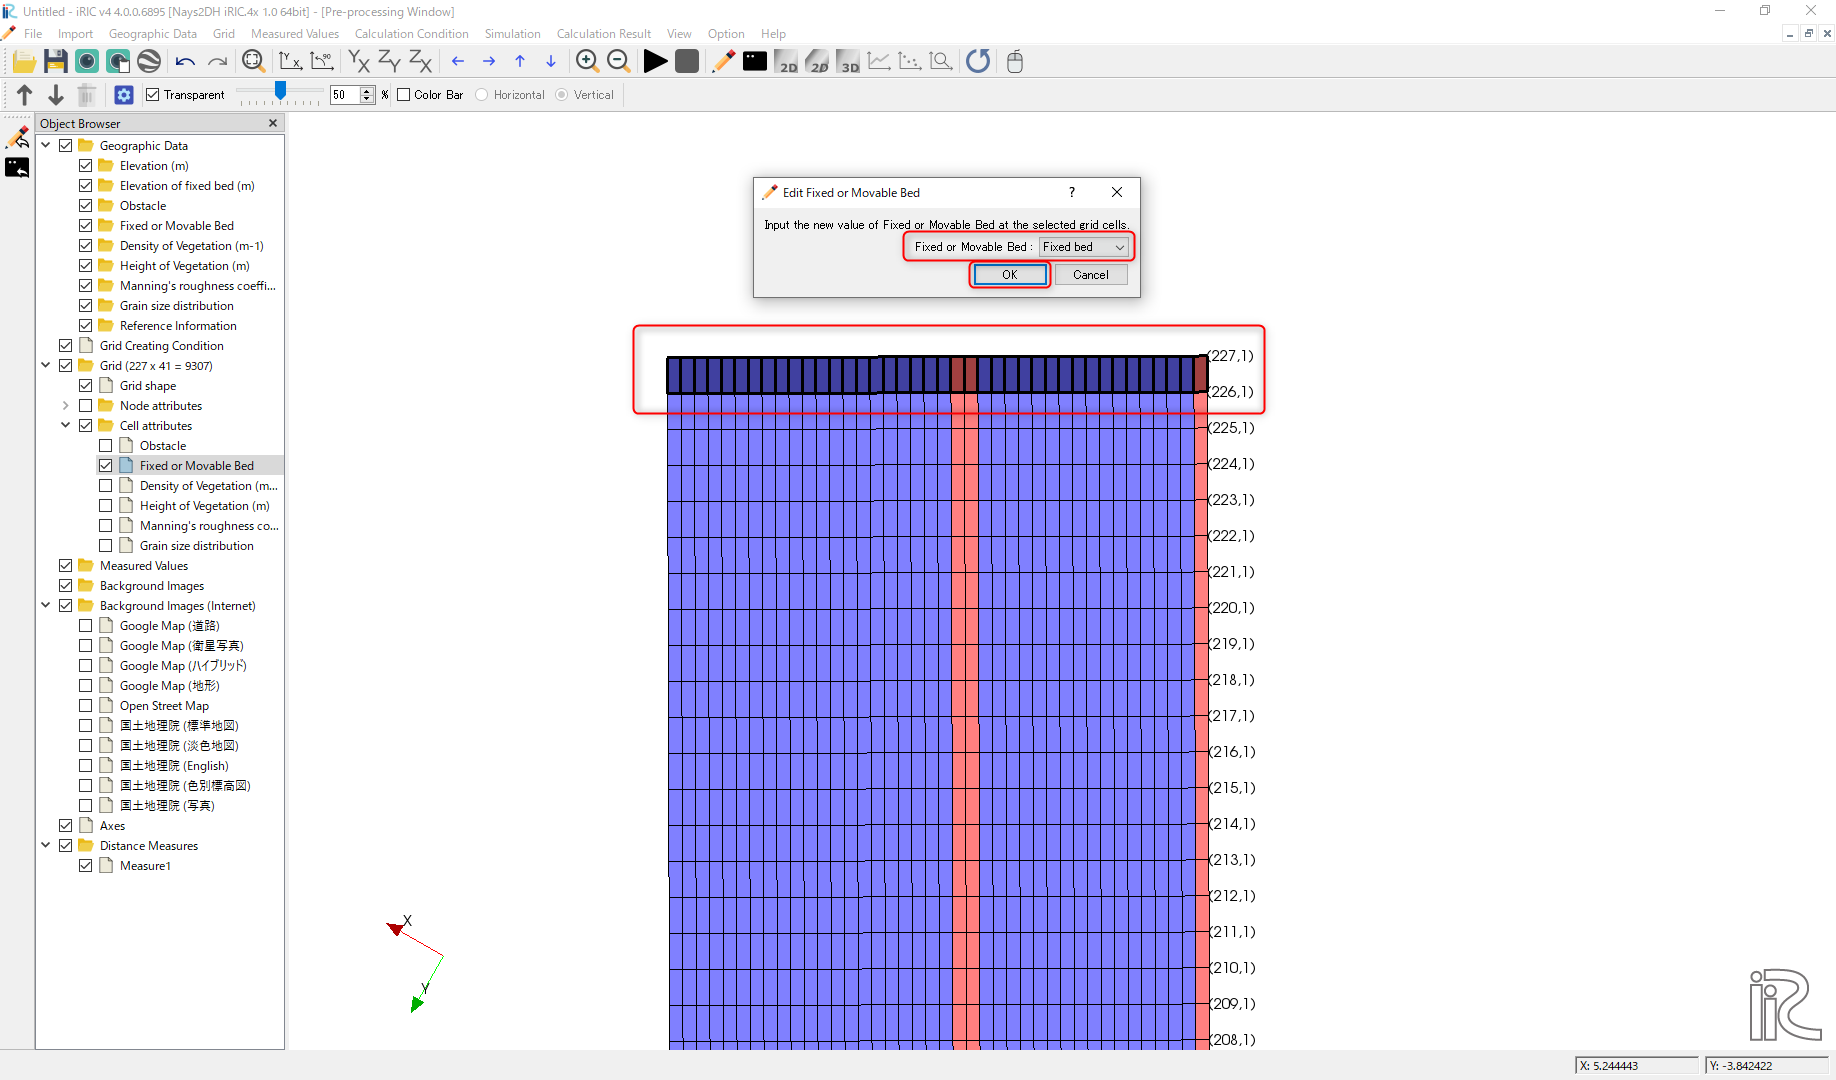 Untitled - iRIC v4 4.0.0.6895 [Nays2DH iRIC.4x 1.0 64bit] - [Pre-processing Window]
File Import Geographic Data Grid Measured Values Calculation Condition Simulation Calculation Result View Option Help
2D 2D 3D
Transparent 50 % Color Bar Horizontal Vertical
Object Browser
Geographic Data
Elevation (m)
Elevation of fixed bed (m)
Obstacle
Fixed or Movable Bed
Density of Vegetation (m-1)
Height of Vegetation (m)
Manning's roughness coeffi...
Grain size distribution
Reference Information
Grid Creating Condition
Grid (227 x 41 = 9307)
Grid shape
Node attributes
Cell attributes
Obstacle
Fixed or Movable Bed
Density of Vegetation (m...
Height of Vegetation (m)
Manning's roughness co...
Grain size distribution
Measured Values
Background Images
Background Images (Internet)
Google Map (道路)
Google Map (衛星写真)
Google Map (ハイブリッド)
Google Map (地形)
Open Street Map
国土地理院 (標準地図)
国土地理院 (淡色地図)
国土地理院 (English)
国土地理院 (色別標高図)
国土地理院 (写真)
Axes
Distance Measures
Measure1
Edit Fixed or Movable Bed
Input the new value of Fixed or Movable Bed at the selected grid cells.
Fixed or Movable Bed : Fixed bed
OK Cancel
(227,1)
(226,1)
(225,1)
(224,1)
(223,1)
(222,1)
(221,1)
(220,1)
(219,1)
(218,1)
(217,1)
(216,1)
(215,1)
(214,1)
(213,1)
(212,1)
(211,1)
(210,1)
(209,1)
(208,1)
X
Y
iRIC
X: 5.244443 Y: -3.842422